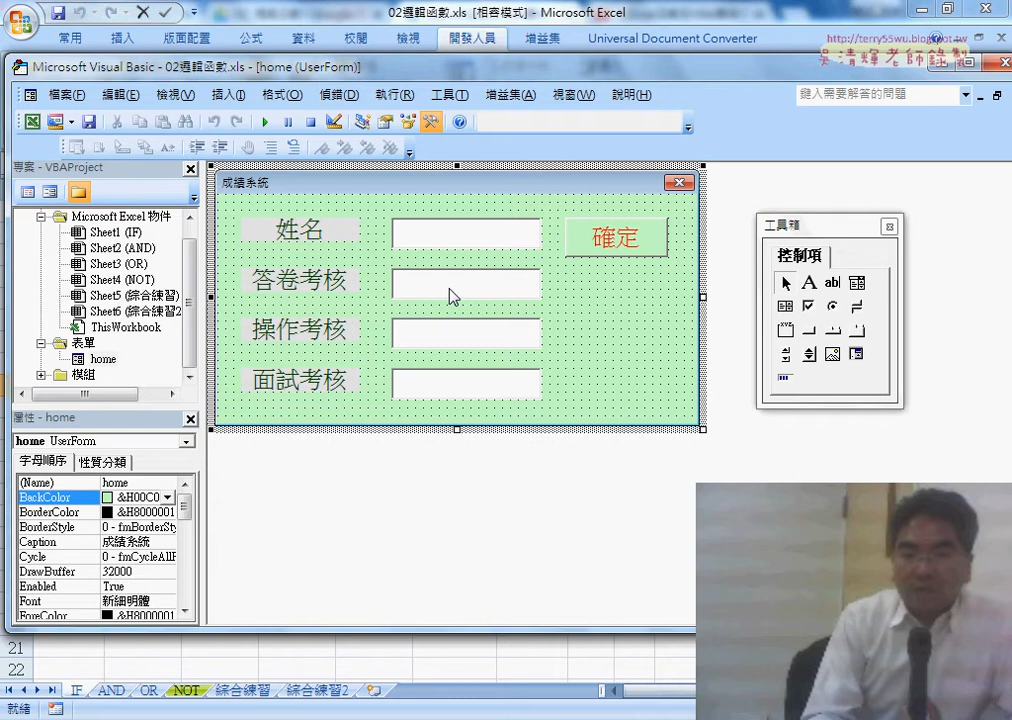 02邏輯函數.xls [相容模式] - Microsoft Excel
常用 插入 版面配置 公式 資料 校閱 檢視 開發人員 增益集 Universal Document Converter
http://terry55wu.blogspot.tw
吳清輝老師錄製
Microsoft Visual Basic - 02邏輯函數.xls - [home (UserForm)]
檔案(F) 編輯(E) 檢視(V) 插入(I) 格式(O) 偵錯(D) 執行(R) 工具(T) 增益集(A) 視窗(W) 說明(H) 鍵入需要解答的問題
專案 - VBAProject
Microsoft Excel 物件
Sheet1 (IF)
Sheet2 (AND)
Sheet3 (OR)
Sheet4 (NOT)
Sheet5 (綜合練習)
Sheet6 (綜合練習2
ThisWorkbook
表單
home
模組
屬性 - home
home UserForm
字母順序 性質分類
(Name) home
BackColor &H00C0
BorderColor &H8000001
BorderStyle 0 - fmBorderSty
Caption 成績系統
Cycle 0 - fmCycleAllF
DrawBuffer 32000
Enabled True
Font 新細明體
ForeColor &H8000001
成績系統
姓名
確定
答卷考核
操作考核
面試考核
工具箱
控制項
A
ab|
21
22
IF AND OR NOT 綜合練習 綜合練習2
就緒